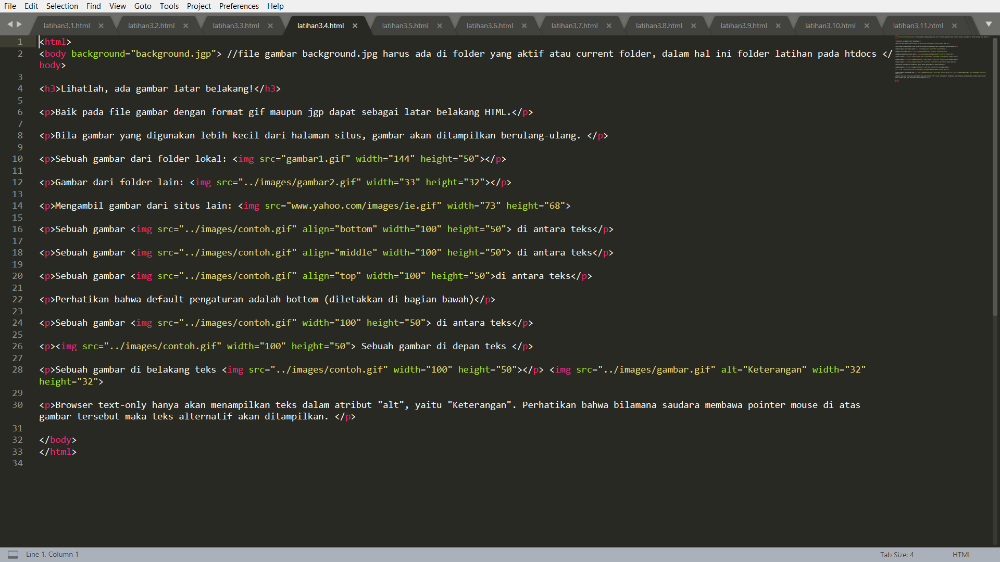 File Edit Selection Find View Goto Tools Project Preferences Help
latihan3.1.html × latihan3.2.html × latihan3.3.html × latihan3.4.html × latihan3.5.html × latihan3.6.html × latihan3.7.html × latihan3.8.html × latihan3.9.html × latihan3.10.html × latihan3.11.html ×
1 <html>
2 <body background="background.jgp"> //file gambar background.jpg harus ada di folder yang aktif atau current folder, dalam hal ini folder latihan pada htdocs </
body>
3
4 <h3>Lihatlah, ada gambar latar belakang!</h3>
5
6 <p>Baik pada file gambar dengan format gif maupun jgp dapat sebagai latar belakang HTML.</p>
7
8 <p>Bila gambar yang digunakan lebih kecil dari halaman situs, gambar akan ditampilkan berulang-ulang. </p>
9
10 <p>Sebuah gambar dari folder lokal: <img src="gambar1.gif" width="144" height="50"></p>
11
12 <p>Gambar dari folder lain: <img src="../images/gambar2.gif" width="33" height="32"></p>
13
14 <p>Mengambil gambar dari situs lain: <img src="www.yahoo.com/images/ie.gif" width="73" height="68">
15
16 <p>Sebuah gambar <img src="../images/contoh.gif" align="bottom" width="100" height="50"> di antara teks</p>
17
18 <p>Sebuah gambar <img src="../images/contoh.gif" align="middle" width="100" height="50"> di antara teks</p>
19
20 <p>Sebuah gambar <img src="../images/contoh.gif" align="top" width="100" height="50">di antara teks</p>
21
22 <p>Perhatikan bahwa default pengaturan adalah bottom (diletakkan di bagian bawah)</p>
23
24 <p>Sebuah gambar <img src="../images/contoh.gif" width="100" height="50"> di antara teks</p>
25
26 <p><img src="../images/contoh.gif" width="100" height="50"> Sebuah gambar di depan teks </p>
27
28 <p>Sebuah gambar di belakang teks <img src="../images/contoh.gif" width="100" height="50"></p> <img src="../images/gambar.gif" alt="Keterangan" width="32"
height="32">
29
30 <p>Browser text-only hanya akan menampilkan teks dalam atribut "alt", yaitu "Keterangan". Perhatikan bahwa bilamana saudara membawa pointer mouse di atas
gambar tersebut maka teks alternatif akan ditampilkan. </p>
31
32 </body>
33 </html>
34
Line 1, Column 1 Tab Size: 4 HTML